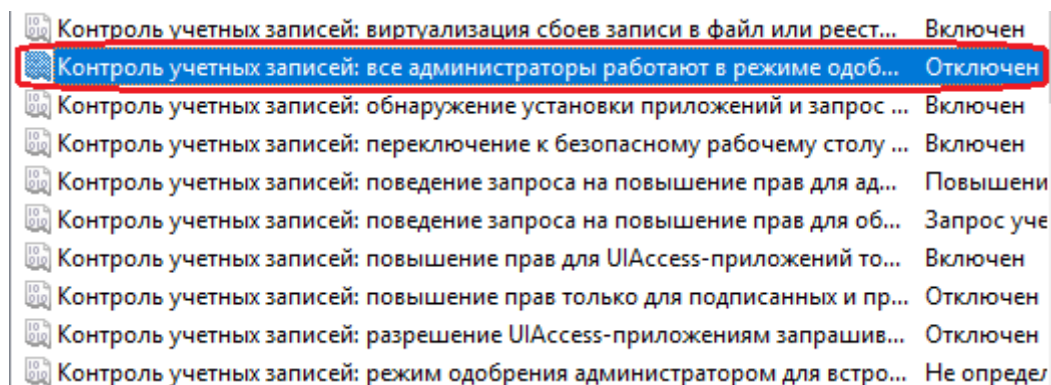 Контроль учетных записей: виртуализация сбоев записи в файл или реест... Включен
Контроль учетных записей: все администраторы работают в режиме одоб... Отключен
Контроль учетных записей: обнаружение установки приложений и запрос ... Включен
Контроль учетных записей: переключение к безопасному рабочему столу ... Включен
Контроль учетных записей: поведение запроса на повышение прав для ад... Повышени
Контроль учетных записей: поведение запроса на повышение прав для об... Запрос уче
Контроль учетных записей: повышение прав для UIAccess-приложений то... Включен
Контроль учетных записей: повышение прав только для подписанных и пр... Отключен
Контроль учетных записей: разрешение UIAccess-приложениям запрашив... Отключен
Контроль учетных записей: режим одобрения администратором для встро... Не определ